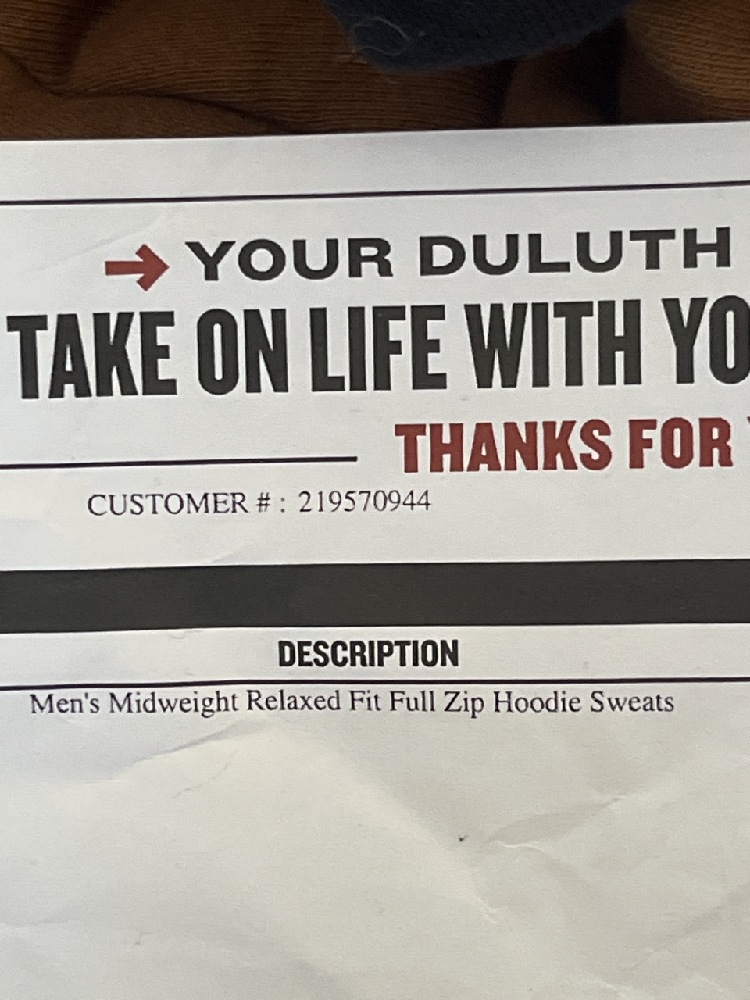 YOUR DULUTH
TAKE ON LIFE WITH YO
THANKS FOR
CUSTOMER # : 219570944
DESCRIPTION
Men's Midweight Relaxed Fit Full Zip Hoodie Sweats